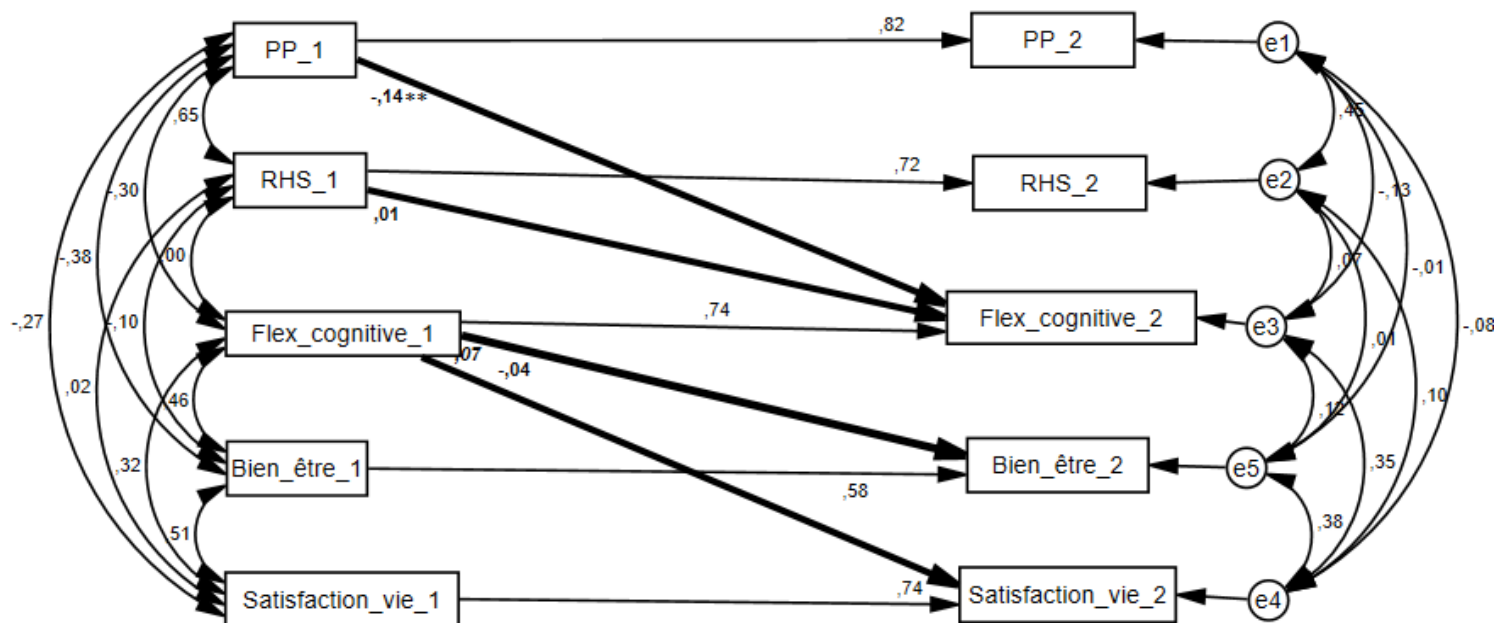 PP_1
,82
PP_2
e1
-,14**
,65
,45
RHS_1
,72
RHS_2
e2
-,30
,01
-,13
-,38
,00
,07
-,01
-,27
-,10
Flex_cognitive_1
,74
Flex_cognitive_2
e3
,01
-,08
,07
-,04
,02
,46
,12
,10
,32
Bien_être_1
,58
Bien_être_2
e5
,35
,51
,38
Satisfaction_vie_1
,74
Satisfaction_vie_2
e4